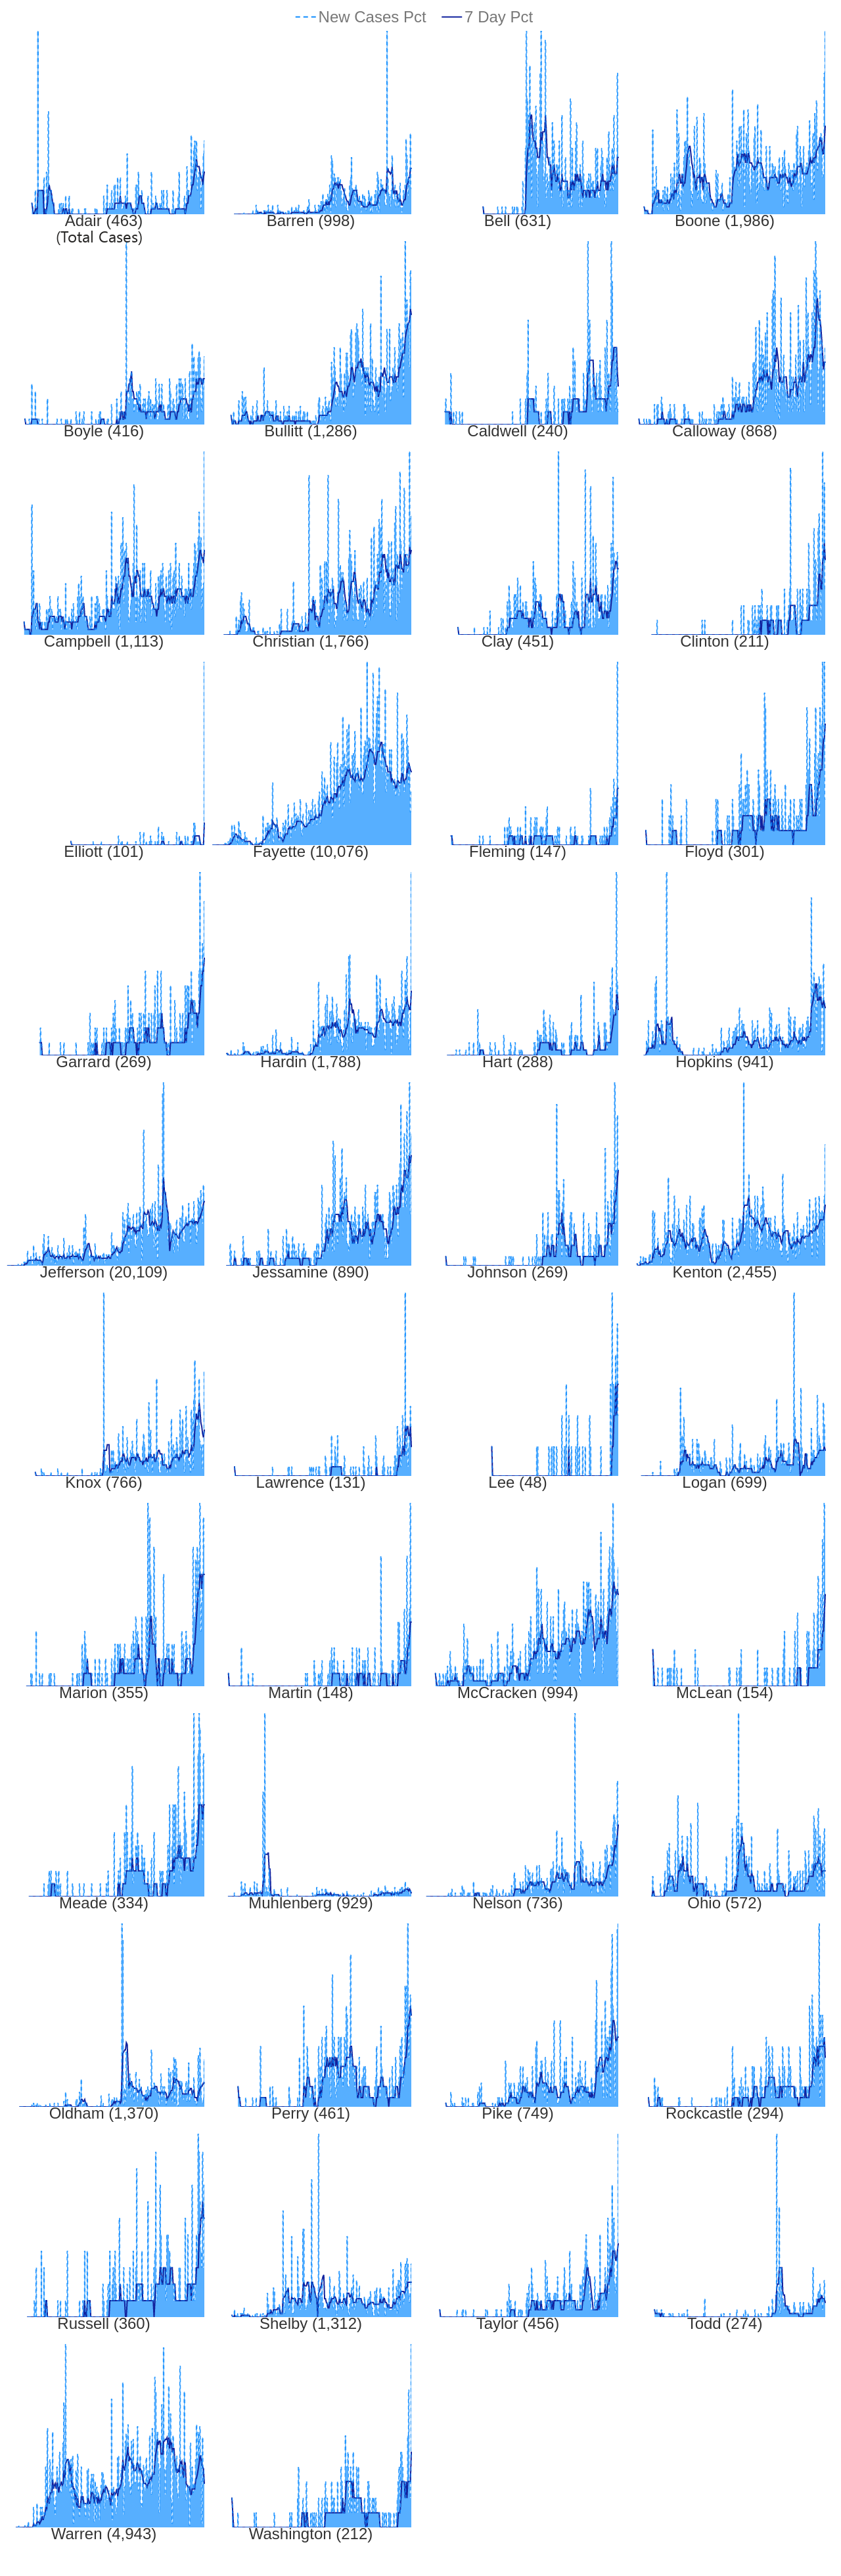 New Cases Pct 7 Day Pct
Adair (463) Barren (998) Bell (631) Boone (1,986)
(Total Cases)
Boyle (416) Bullitt (1,286) Caldwell (240) Calloway (868)
Campbell (1,113) Christian (1,766) Clay (451) Clinton (211)
Elliott (101) Fayette (10,076) Fleming (147) Floyd (301)
Garrard (269) Hardin (1,788) Hart (288) Hopkins (941)
Jefferson (20,109) Jessamine (890) Johnson (269) Kenton (2,455)
Knox (766) Lawrence (131) Lee (48) Logan (699)
Marion (355) Martin (148) McCracken (994) McLean (154)
Meade (334) Muhlenberg (929) Nelson (736) Ohio (572)
Oldham (1,370) Perry (461) Pike (749) Rockcastle (294)
Russell (360) Shelby (1,312) Taylor (456) Todd (274)
Warren (4,943) Washington (212)